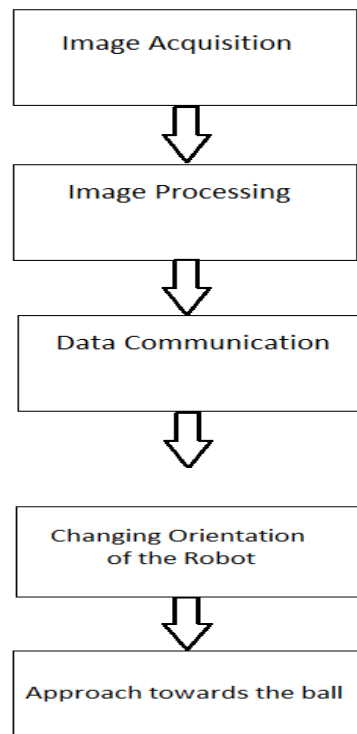 Image Acquisition
Image Processing
Data Communication
Changing Orientation
of the Robot
Approach towards the ball